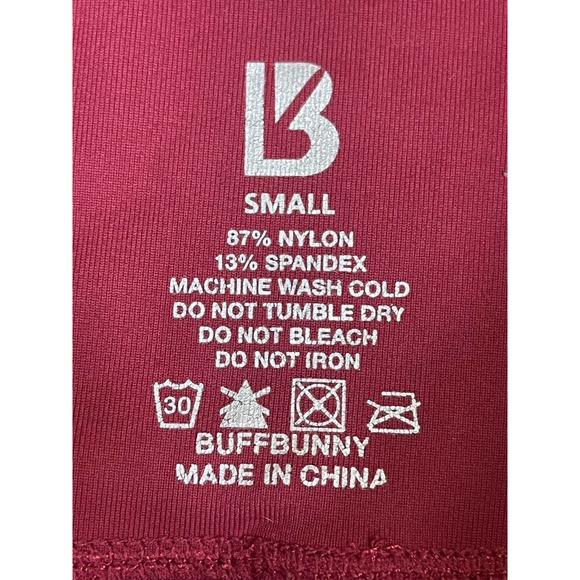 B
SMALL
87% NYLON
13% SPANDEX
MACHINE WASH COLD
DO NOT TUMBLE DRY
DO NOT BLEACH
DO NOT IRON
30
BUFFBUNNY
MADE IN CHINA